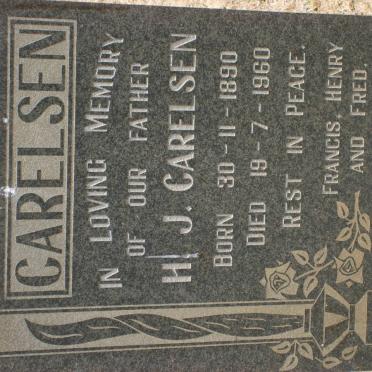 CARELSEN
IN LOVING MEMORY
OF OUR FATHER
H. J. CARELSEN
BORN 30-11-1890
DIED 19-7-1960
REST IN PEACE.
FRANCIS, HENRY
AND FRED.